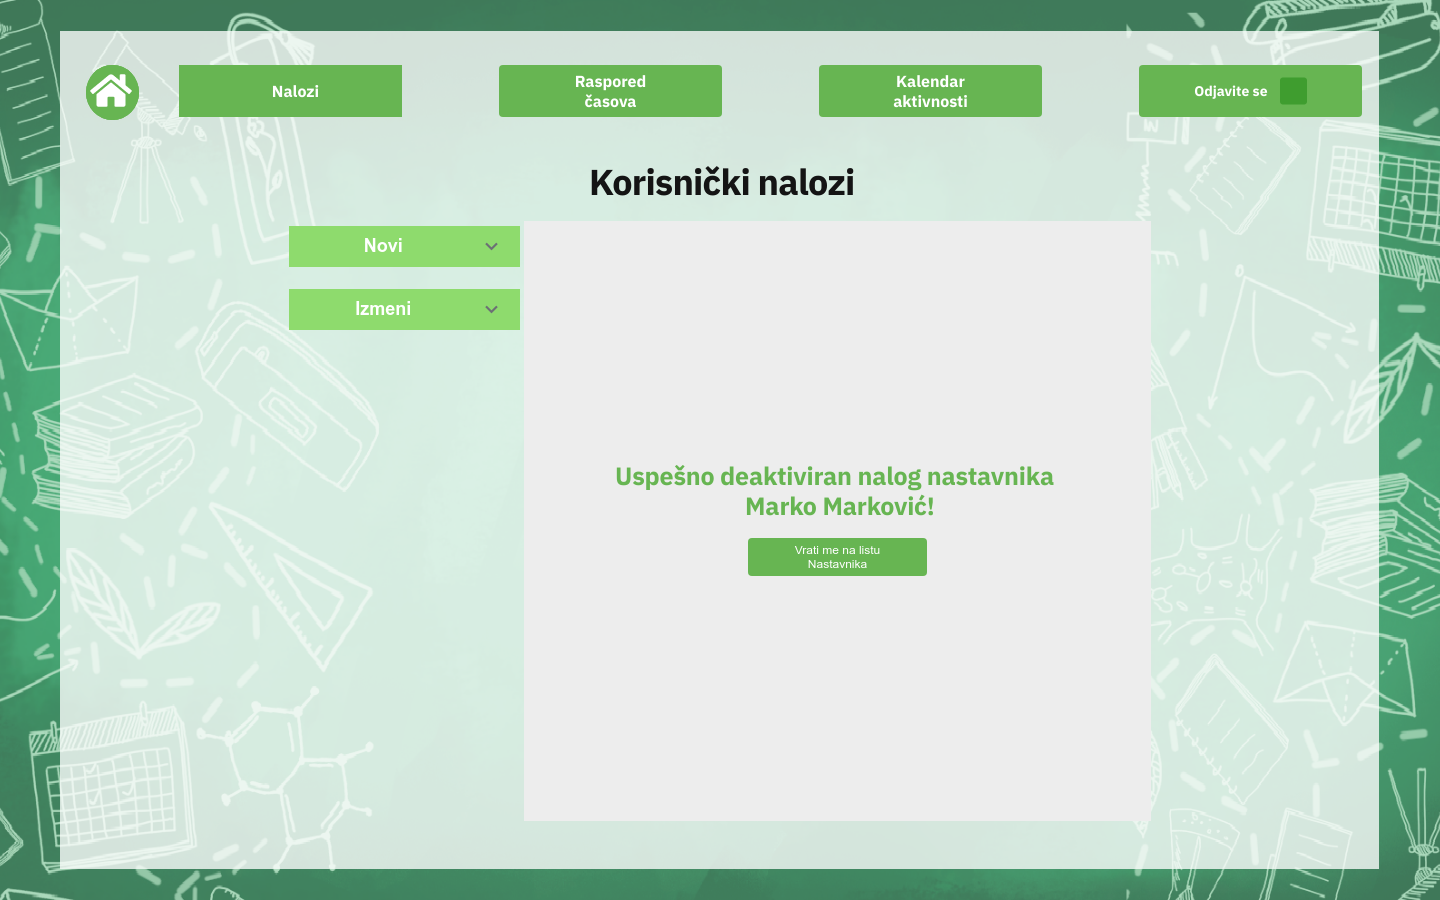 Nalozi
Raspored
časova
Kalendar
aktivnosti
Odjavite se
Korisnički nalozi
Novi
Izmeni
Uspešno deaktiviran nalog nastavnika
Marko Marković!
Vrati me na listu
Nastavnika